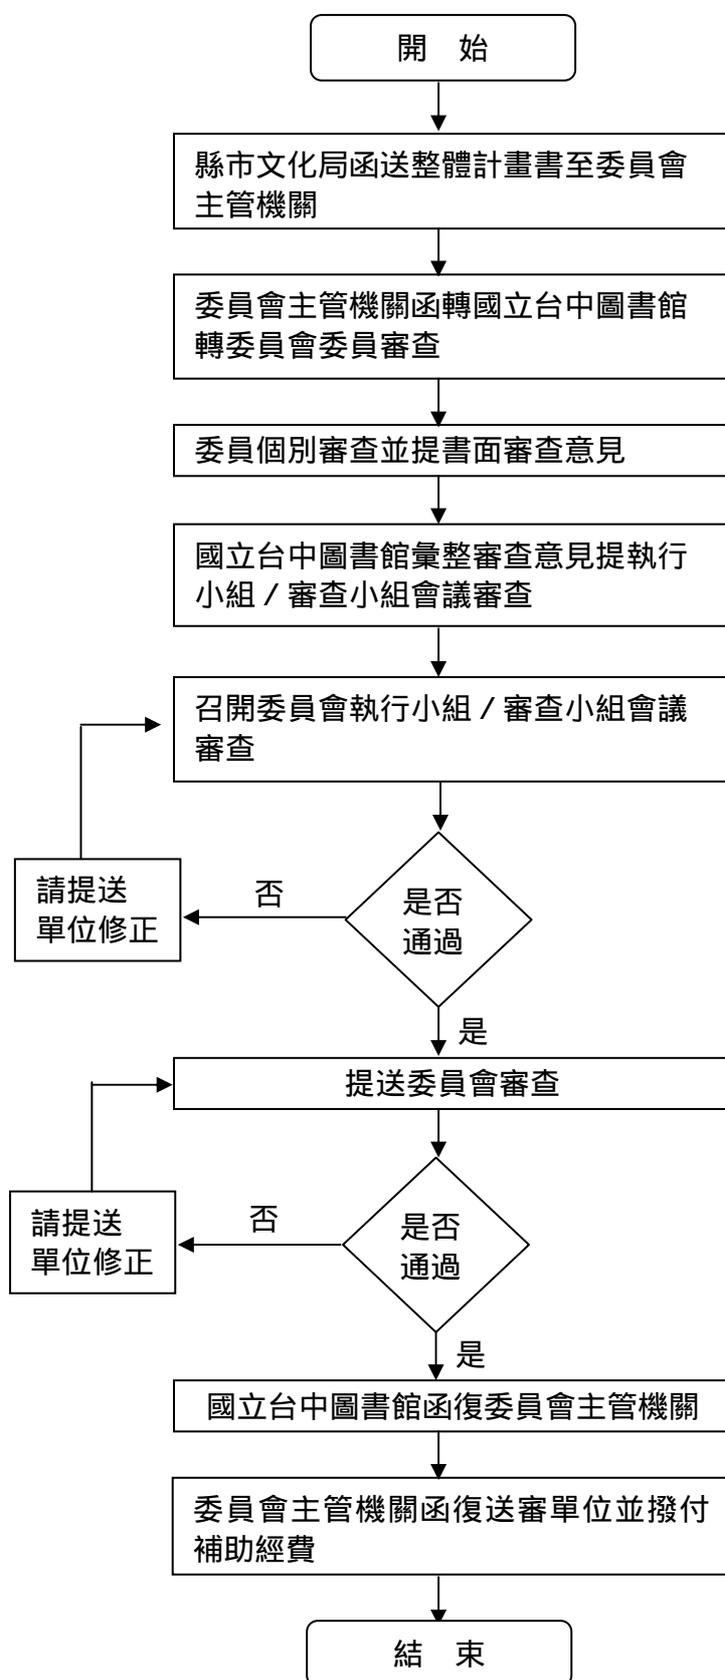 開 始
縣市文化局函送整體計畫書至委員會
主管機關
委員會主管機關函轉國立台中圖書館
轉委員會委員審查
委員個別審查並提書面審查意見
國立台中圖書館彙整審查意見提執行
小組 / 審查小組會議審查
召開委員會執行小組 / 審查小組會議
審查
請提送
單位修正
否
是否
通過
是
提送委員會審查
請提送
單位修正
否
是否
通過
是
國立台中圖書館函復委員會主管機關
委員會主管機關函復送審單位並撥付
補助經費
結 束